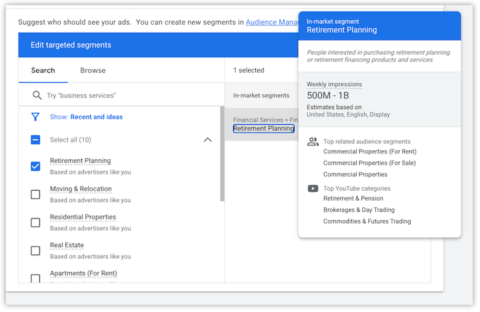 Suggest who should see your ads. You can create new segments in Audience Mana
Edit targeted segments
Search
Browse
Try "business services"
Show: Recent and ideas
Select all (10)
Retirement Planning
Based on advertisers like you
Moving & Relocation
Based on advertisers like you
Residential Properties
Based on advertisers like you
Real Estate
Based on advertisers like you
Apartments (For Rent)
1 selected
In-market segments
Financial Services > Fin
Retirement Planning
In-market segment
Retirement Planning
People interested in purchasing retirement planning
or retirement financing products and services
Weekly impressions
500M - 1B
Estimates based on
United States, English, Display
Top related audience segments
Commercial Properties (For Rent)
Commercial Properties (For Sale)
Commercial Properties
Top YouTube categories
Retirement & Pension
Brokerages & Day Trading
Commodities & Futures Trading